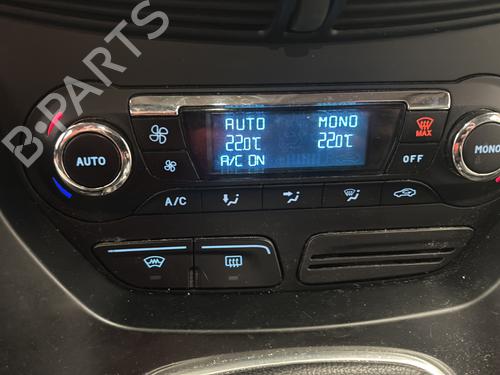 B-PARTS
AUTO MONO
22.0°C 22.0°C
A/C ON
MAX
AUTO
MONO
OFF
A/C